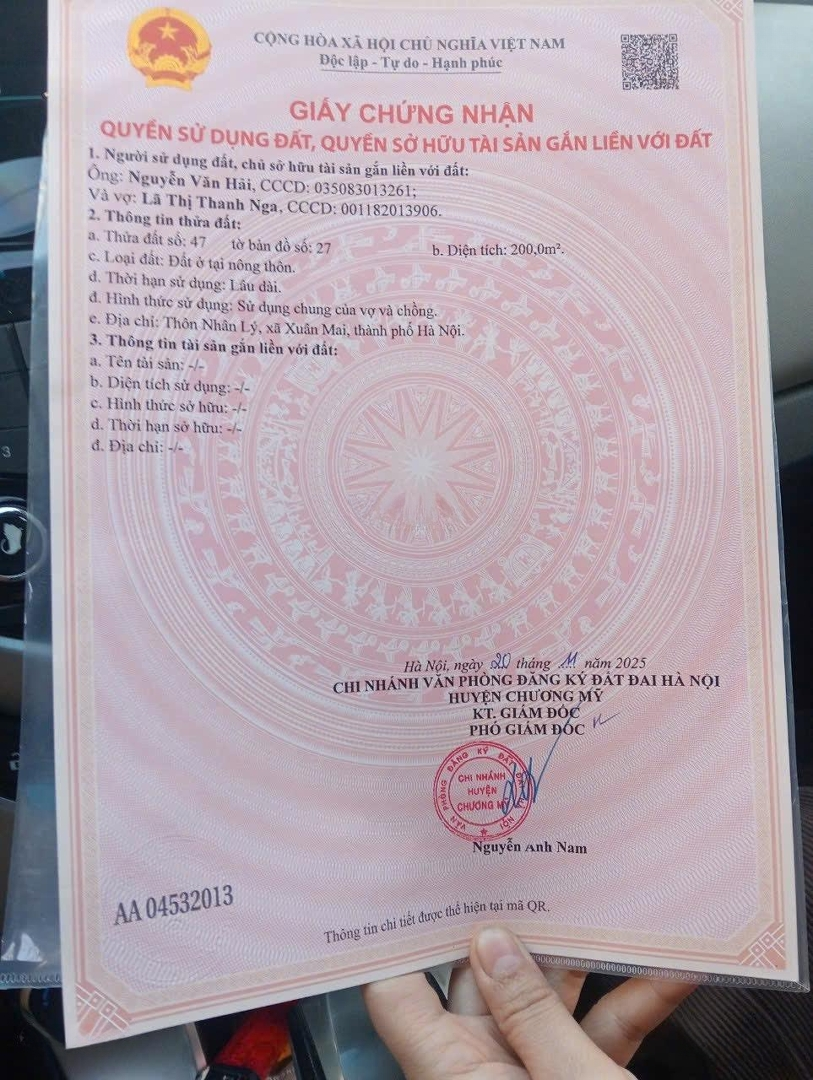 CỘNG HÒA XÃ HỘI CHỦ NGHĨA VIỆT NAM
Độc lập - Tự do - Hạnh phúc
GIẤY CHỨNG NHẬN
QUYỀN SỬ DỤNG ĐẤT, QUYỀN SỞ HỮU TÀI SẢN GẮN LIỀN VỚI ĐẤT
1. Người sử dụng đất, chủ sở hữu tài sản gắn liền với đất:
Ông: Nguyễn Văn Hải, CCCD: 035083013261;
Và vợ: Lã Thị Thanh Nga, CCCD: 001182013906.
2. Thông tin thửa đất:
a. Thửa đất số: 47 tờ bản đồ số: 27 b. Diện tích: 200,0m².
c. Loại đất: Đất ở tại nông thôn.
d. Thời hạn sử dụng: Lâu dài.
đ. Hình thức sử dụng: Sử dụng chung của vợ và chồng.
e. Địa chỉ: Thôn Nhân Lý, xã Xuân Mai, thành phố Hà Nội.
3. Thông tin tài sản gắn liền với đất:
a. Tên tài sản: -/-
b. Diện tích sử dụng: -/-
c. Hình thức sở hữu: -/-
d. Thời hạn sở hữu: -/-
đ. Địa chỉ: -/-
Hà Nội, ngày 20 tháng 11 năm 2025
CHI NHÁNH VĂN PHÒNG ĐĂNG KÝ ĐẤT ĐAI HÀ NỘI
HUYỆN CHƯƠNG MỸ
KT. GIÁM ĐỐC
PHÓ GIÁM ĐỐC
VĂN PHÒNG ĐĂNG KÝ ĐẤT ĐAI HÀ NỘI
CHI NHÁNH
HUYỆN
CHƯƠNG MỸ
Nguyễn Anh Nam
AA 04532013
Thông tin chi tiết được thể hiện tại mã QR.
3